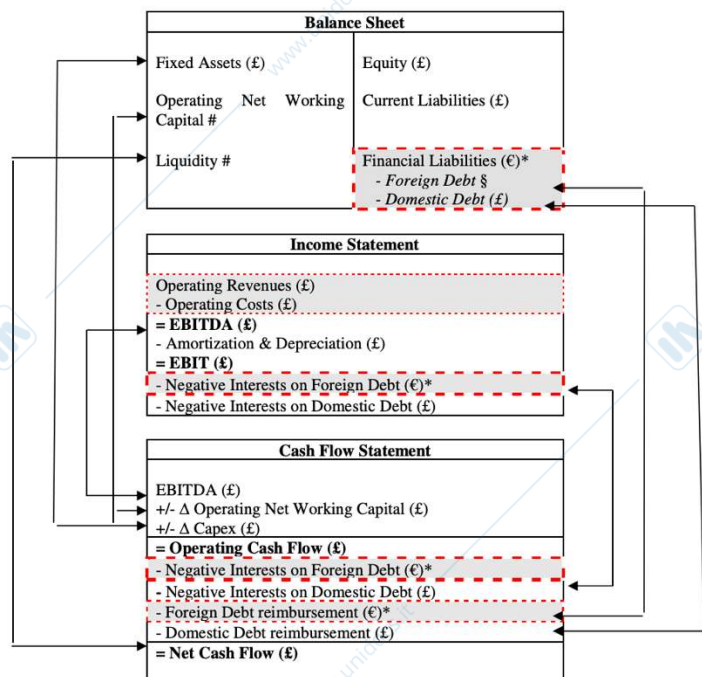 Balance Sheet
Fixed Assets (£)
Equity (£)
Operating Net Working
Capital #
Current Liabilities (£)
Liquidity #
Financial Liabilities (€)*
- Foreign Debt §
- Domestic Debt (£)
Income Statement
Operating Revenues (£)
- Operating Costs (£)
= EBITDA (£)
- Amortization & Depreciation (£)
= EBIT (£)
- Negative Interests on Foreign Debt (€)*
- Negative Interests on Domestic Debt (£)
Cash Flow Statement
EBITDA (£)
+/- Δ Operating Net Working Capital (£)
+/- Δ Capex (£)
= Operating Cash Flow (£)
- Negative Interests on Foreign Debt (€)*
- Negative Interests on Domestic Debt (£)
- Foreign Debt reimbursement (€)*
- Domestic Debt reimbursement (£)
= Net Cash Flow (£)